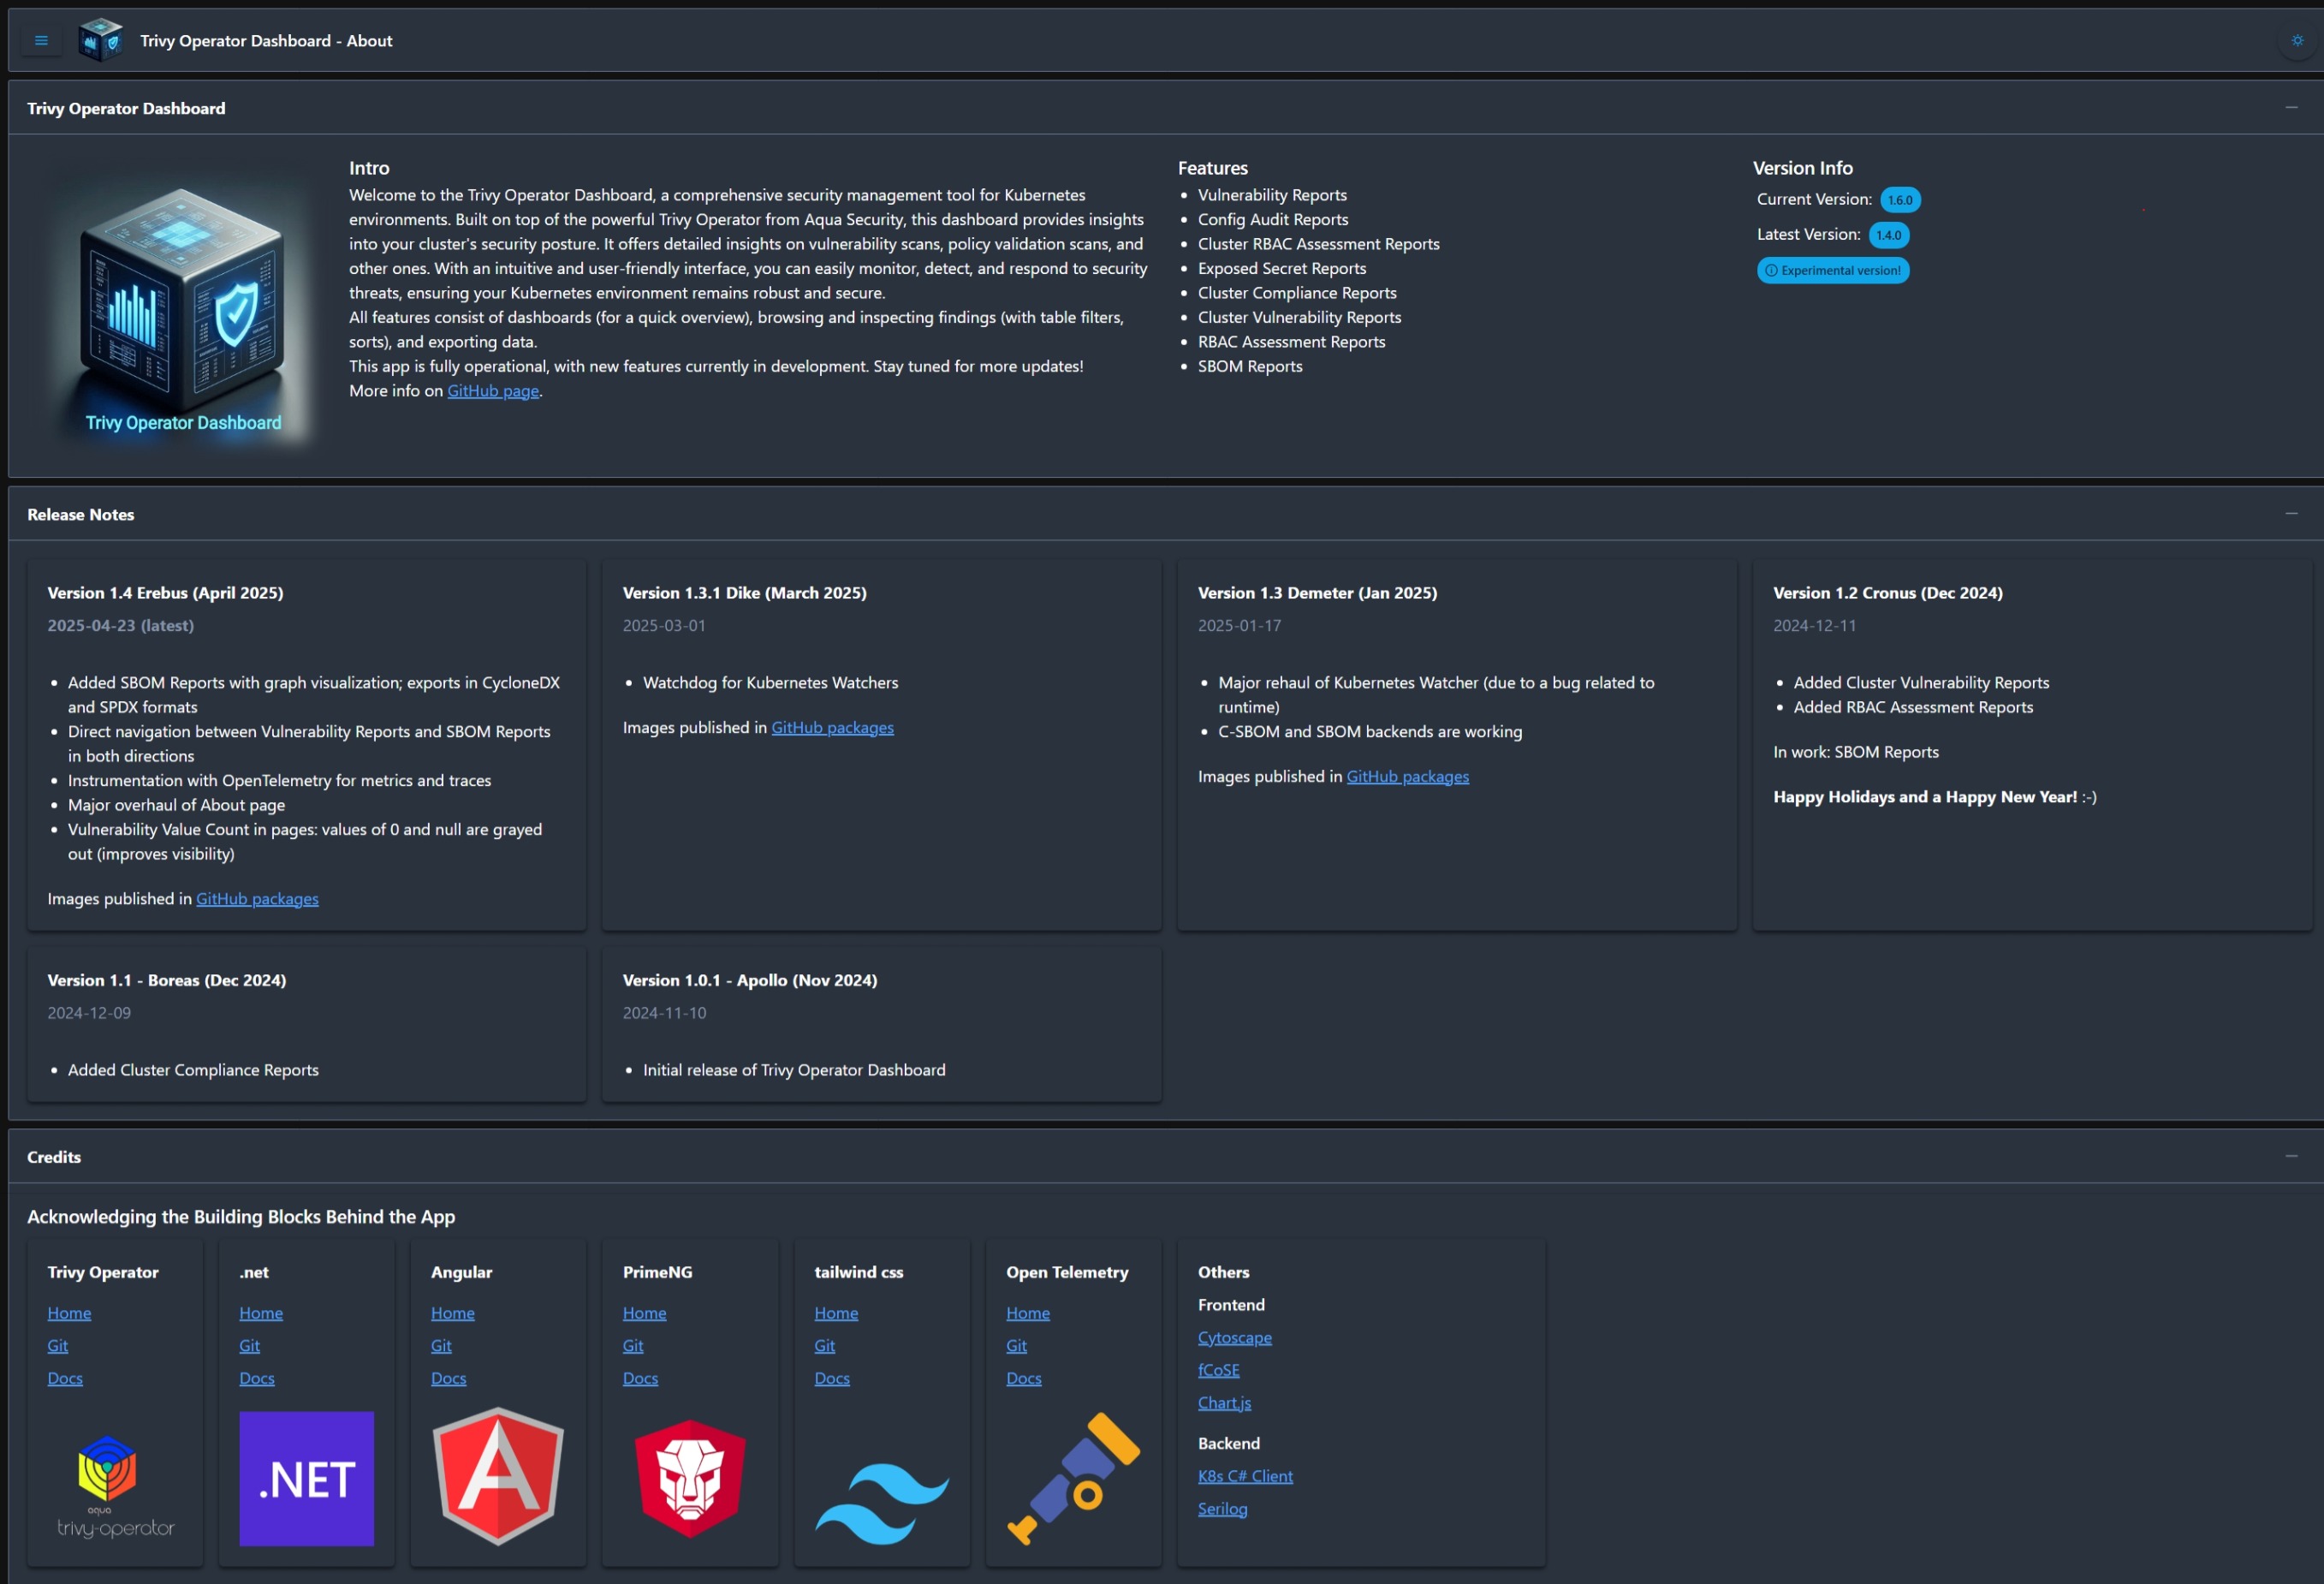 Trivy Operator Dashboard - About
Trivy Operator Dashboard
Trivy Operator Dashboard
Intro
Welcome to the Trivy Operator Dashboard, a comprehensive security management tool for Kubernetes
environments. Built on top of the powerful Trivy Operator from Aqua Security, this dashboard provides insights
into your cluster's security posture. It offers detailed insights on vulnerability scans, policy validation scans, and
other ones. With an intuitive and user-friendly interface, you can easily monitor, detect, and respond to security
threats, ensuring your Kubernetes environment remains robust and secure.
All features consist of dashboards (for a quick overview), browsing and inspecting findings (with table filters,
sorts), and exporting data.
This app is fully operational, with new features currently in development. Stay tuned for more updates!
More info on GitHub page.
Features
Vulnerability Reports
Config Audit Reports
Cluster RBAC Assessment Reports
Exposed Secret Reports
Cluster Compliance Reports
Cluster Vulnerability Reports
RBAC Assessment Reports
SBOM Reports
Version Info
Current Version: 1.6.0
Latest Version: 1.4.0
Experimental version!
Release Notes
Version 1.4 Erebus (April 2025)
2025-04-23 (latest)
Added SBOM Reports with graph visualization; exports in CycloneDX
and SPDX formats
Direct navigation between Vulnerability Reports and SBOM Reports
in both directions
Instrumentation with OpenTelemetry for metrics and traces
Major overhaul of About page
Vulnerability Value Count in pages: values of 0 and null are grayed
out (improves visibility)
Images published in GitHub packages
Version 1.3.1 Dike (March 2025)
2025-03-01
Watchdog for Kubernetes Watchers
Images published in GitHub packages
Version 1.3 Demeter (Jan 2025)
2025-01-17
Major rehaul of Kubernetes Watcher (due to a bug related to
runtime)
C-SBOM and SBOM backends are working
Images published in GitHub packages
Version 1.2 Cronus (Dec 2024)
2024-12-11
Added Cluster Vulnerability Reports
Added RBAC Assessment Reports
In work: SBOM Reports
Happy Holidays and a Happy New Year! :-)
Version 1.1 - Boreas (Dec 2024)
2024-12-09
Added Cluster Compliance Reports
Version 1.0.1 - Apollo (Nov 2024)
2024-11-10
Initial release of Trivy Operator Dashboard
Credits
Acknowledging the Building Blocks Behind the App
Trivy Operator
Home
Git
Docs
aqua
trivy-operator
.net
Home
Git
Docs
.NET
Angular
Home
Git
Docs
PrimeNG
Home
Git
Docs
tailwind css
Home
Git
Docs
Open Telemetry
Home
Git
Docs
Others
Frontend
Cytoscape
fCoSE
Chart.js
Backend
K8s C# Client
Serilog